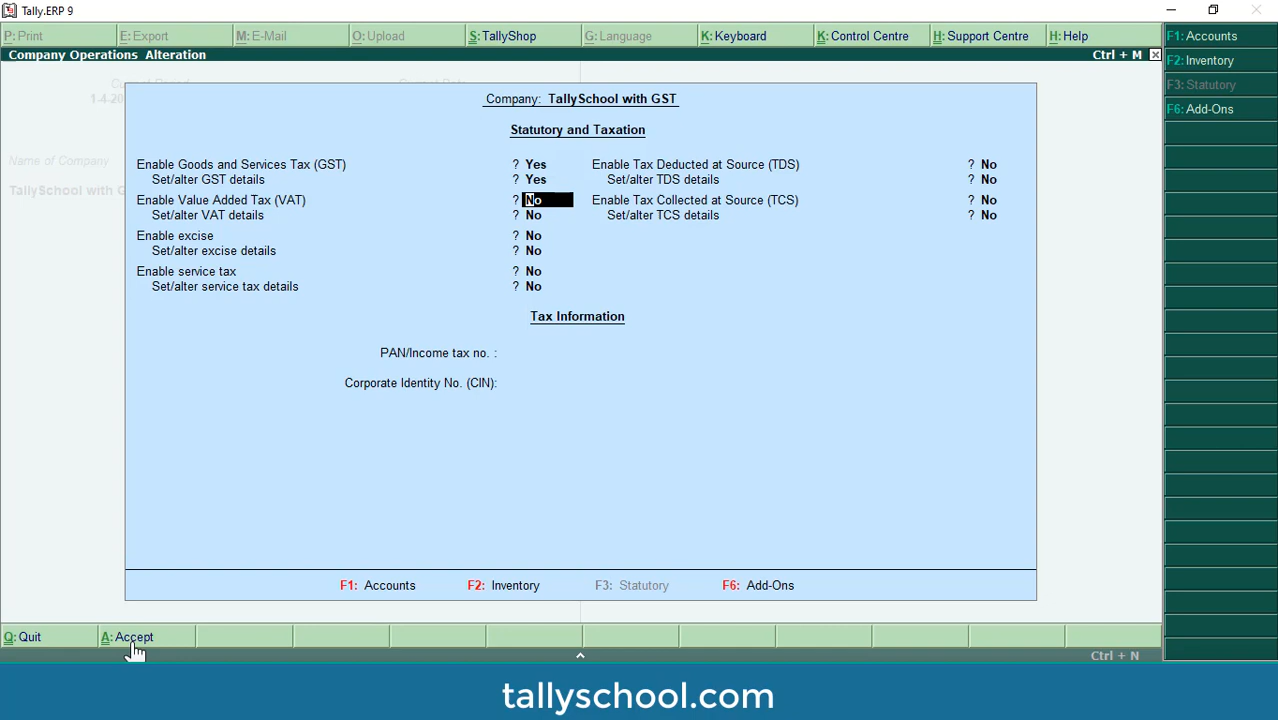 Tally.ERP 9
P: Print E: Export M: E-Mail O: Upload S: TallyShop G: Language K: Keyboard K: Control Centre H: Support Centre H: Help
F1: Accounts
F2: Inventory
F3: Statutory
F6: Add-Ons
Company Operations Alteration Ctrl + M
Name of Company
TallySchool with G
Company: TallySchool with GST
Statutory and Taxation
Enable Goods and Services Tax (GST) ? Yes Enable Tax Deducted at Source (TDS) ? No
Set/alter GST details ? Yes Set/alter TDS details ? No
Enable Value Added Tax (VAT) ? No Enable Tax Collected at Source (TCS) ? No
Set/alter VAT details ? No Set/alter TCS details ? No
Enable excise ? No
Set/alter excise details ? No
Enable service tax ? No
Set/alter service tax details ? No
Tax Information
PAN/Income tax no. :
Corporate Identity No. (CIN):
F1: Accounts F2: Inventory F3: Statutory F6: Add-Ons
Q: Quit A: Accept
Ctrl + N
tallyschool.com